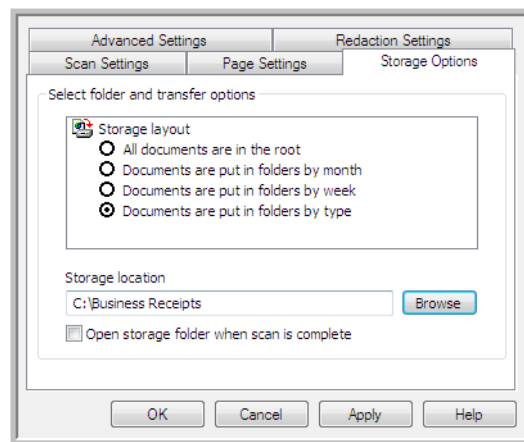 Advanced Settings Redaction Settings
Scan Settings Page Settings Storage Options
Select folder and transfer options
Storage layout
All documents are in the root
Documents are put in folders by month
Documents are put in folders by week
Documents are put in folders by type
Storage location
C:\Business Receipts Browse
Open storage folder when scan is complete
OK Cancel Apply Help